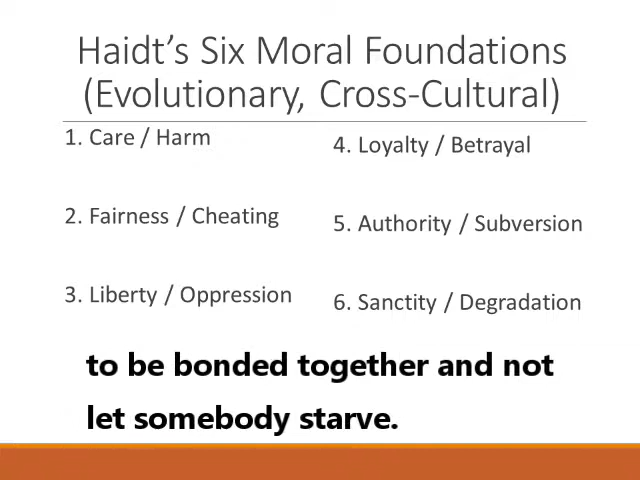 Haidt's Six Moral Foundations
(Evolutionary, Cross-Cultural)
1. Care / Harm
2. Fairness / Cheating
3. Liberty / Oppression
4. Loyalty / Betrayal
5. Authority / Subversion
6. Sanctity / Degradation
to be bonded together and not
let somebody starve.